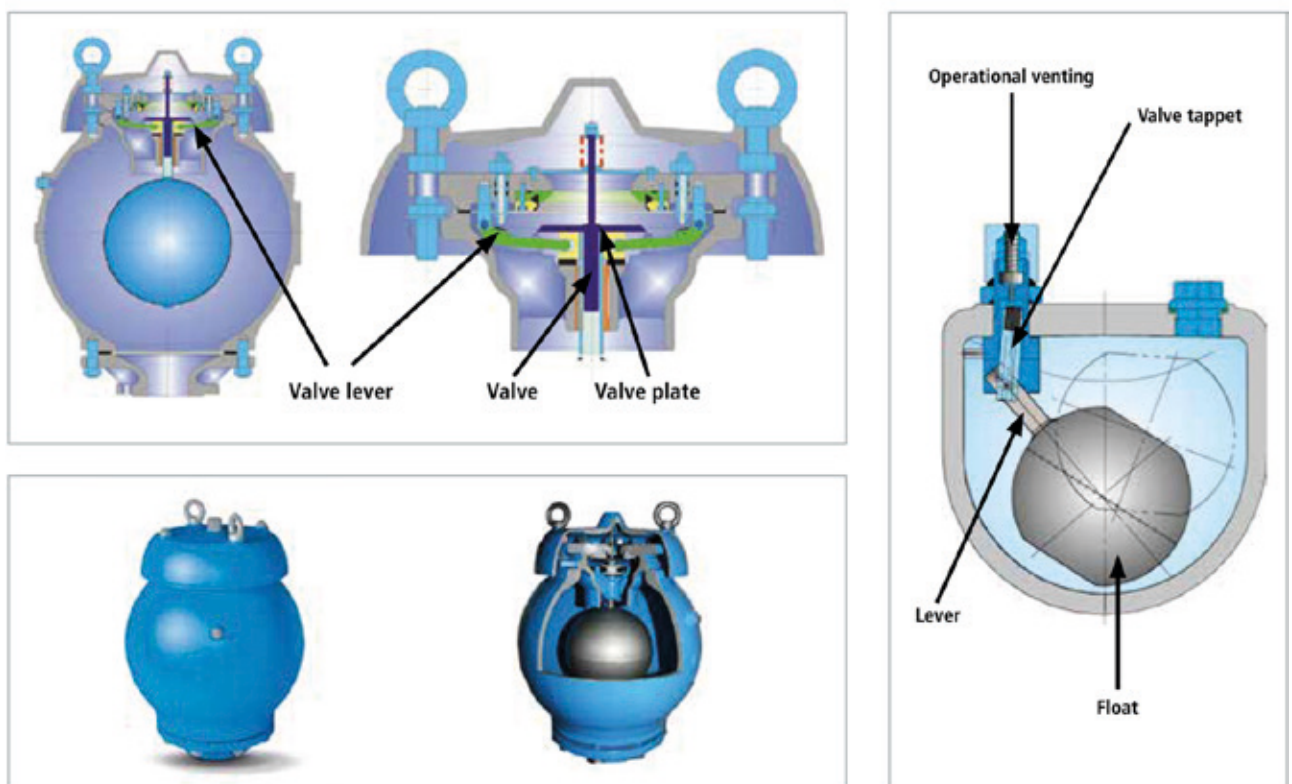 Valve lever
Valve
Valve plate
Operational venting
Valve tappet
Lever
Float